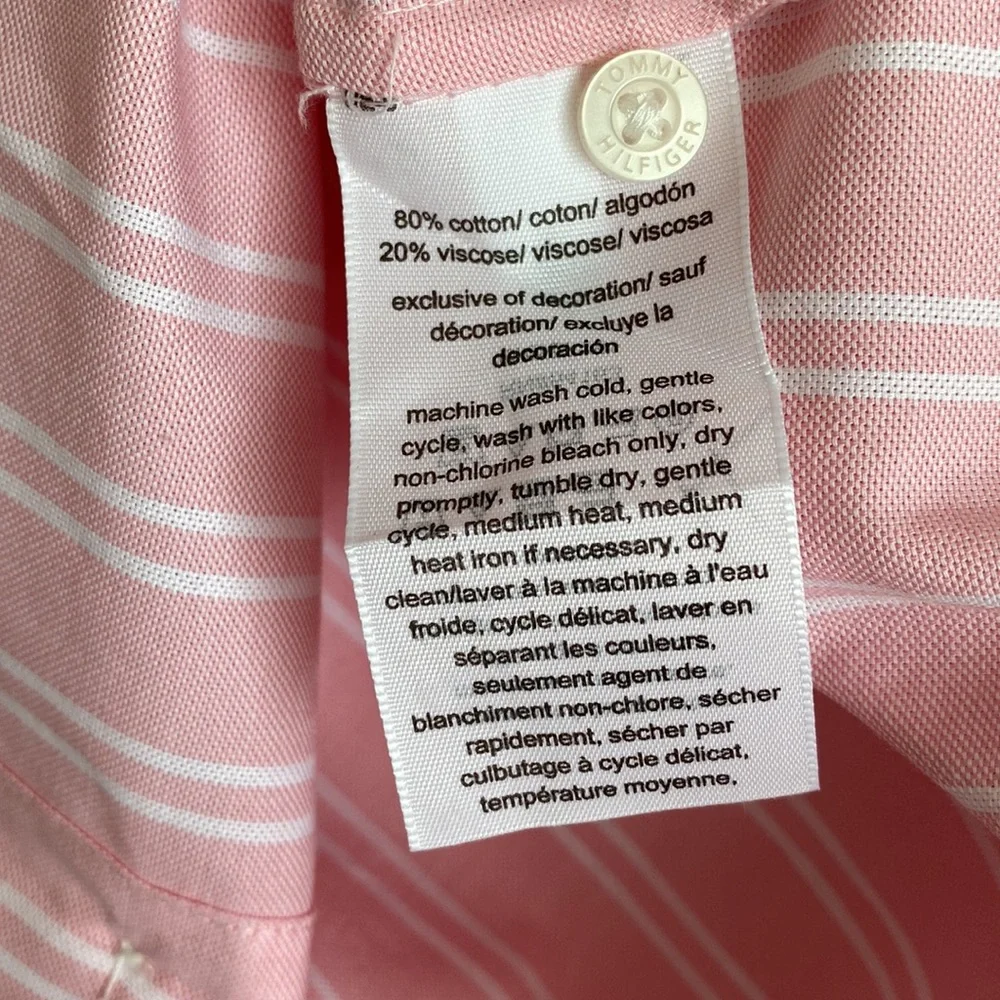 TOMMY
HILFIGER
80% cotton/ coton/ algodón
20% viscose/ viscose/ viscosa
exclusive of decoration/ sauf
décoration/ excluye la
decoración
machine wash cold, gentle
cycle, wash with like colors,
non-chlorine bleach only, dry
promptly, tumble dry, gentle
cycle, medium heat, medium
heat iron if necessary, dry
clean/laver à la machine à l'eau
froide, cycle délicat, laver en
séparant les couleurs,
seulement agent de
blanchiment non-chlore, sécher
rapidement, sécher par
culbutage à cycle délicat,
température moyenne,